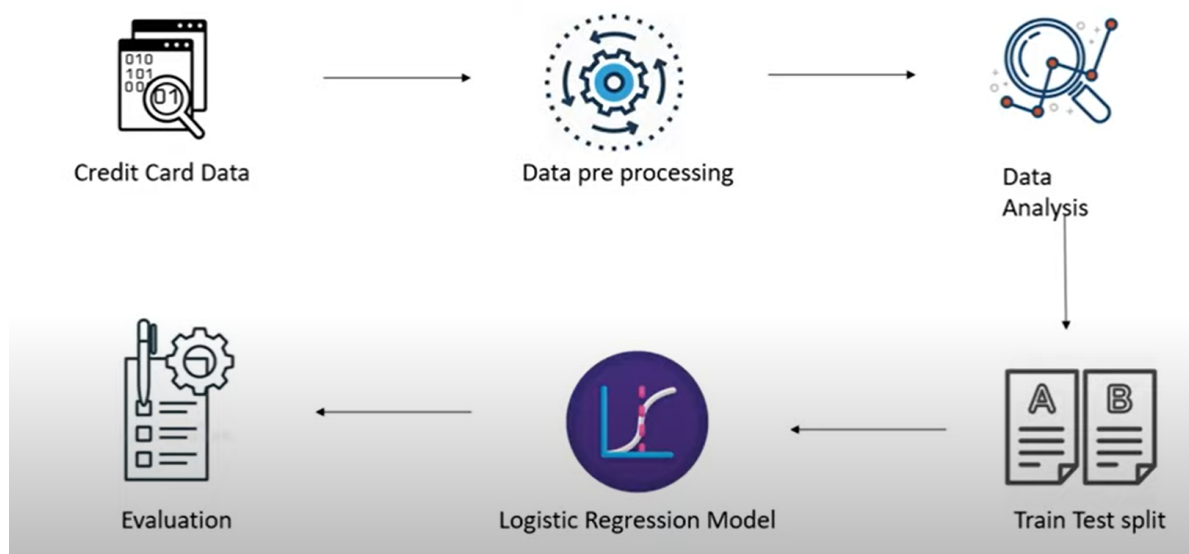 010
101
00
01
Credit Card Data
Data pre processing
Data
Analysis
A
B
Evaluation
Logistic Regression Model
Train Test split